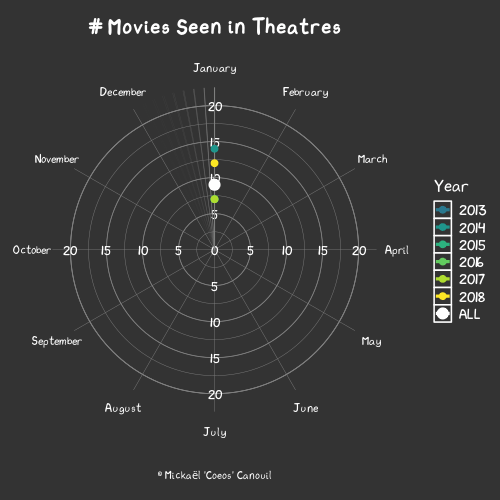 # Movies Seen in Theatres
January
December
February
20
November
15
March
10
5
October 20 15 10 5 0 5 10 15 20 April
5
September
10
May
15
August
20
June
July
Year
2013
2014
2015
2016
2017
2018
ALL
© Mickaël 'Coeos' Canouil